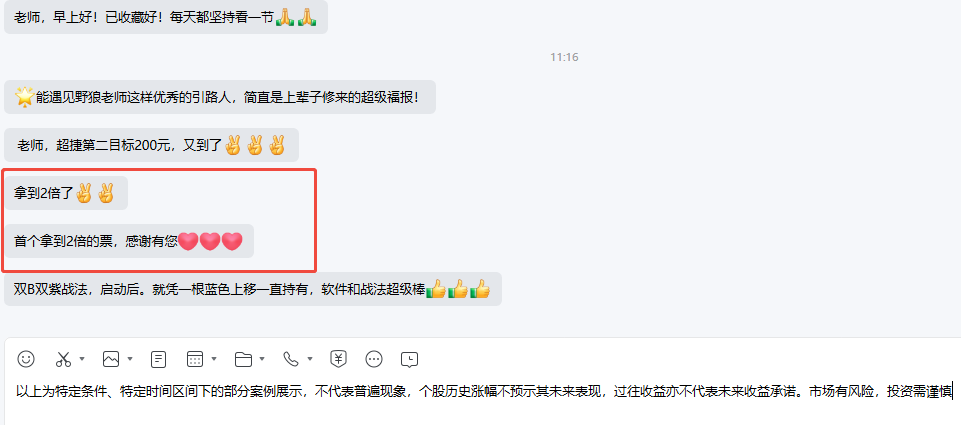 老师，早上好！已收藏好！每天都坚持看一节🙏🙏
11:16
🌟能遇见野狼老师这样优秀的引路人，简直是上辈子修来的超级福报！
老师，超捷第二目标200元，又到了✌✌✌
拿到2倍了✌✌
首个拿到2倍的票，感谢有您❤❤❤
双B双紫战法，启动后。就凭一根蓝色上移一直持有，软件和战法超级棒👍👍👍
以上为特定条件、特定时间区间下的部分案例展示，不代表普遍现象，个股历史涨幅不预示其未来表现，过往收益亦不代表未来收益承诺。市场有风险，投资需谨慎